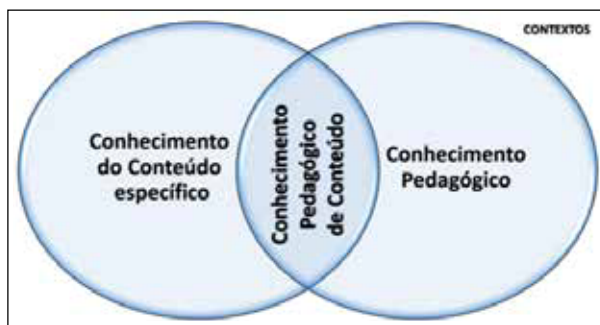 CONTEXTOS
Conhecimento
do Conteúdo
específico
Conhecimento
Pedagógico
de Conteúdo
Conhecimento
Pedagógico